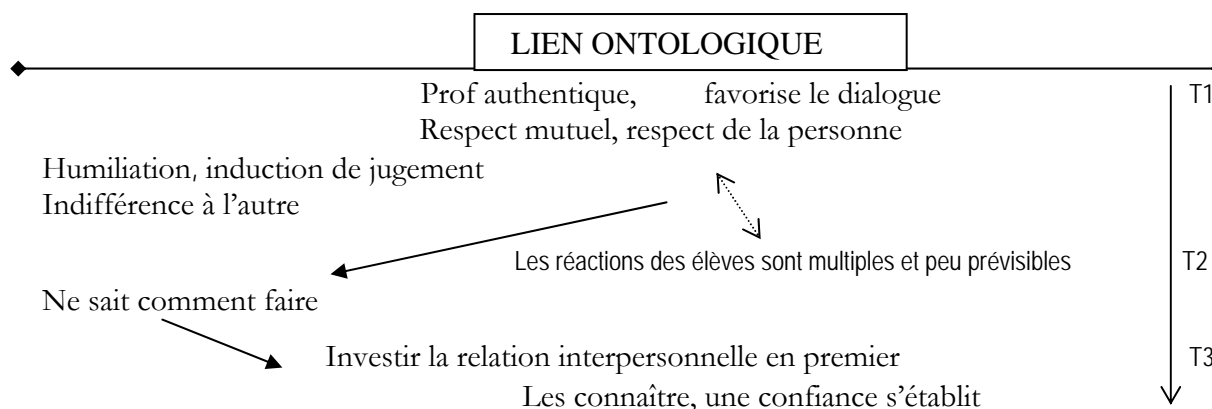 LIEN ONTOLOGIQUE
Prof authentique, favorise le dialogue T1
Respect mutuel, respect de la personne
Humiliation, induction de jugement
Indifférence à l’autre
Les réactions des élèves sont multiples et peu prévisibles T2
Ne sait comment faire
Investir la relation interpersonnelle en premier T3
Les connaître, une confiance s’établit